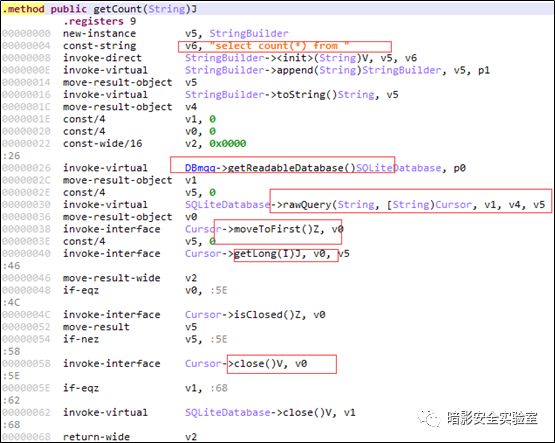 .method public getCount(String)J
.registers 9
00000000 new-instance v5, StringBuilder
00000004 const-string v6, "select count(*) from "
00000008 invoke-direct StringBuilder-><init>(String)V, v5, v6
0000000E invoke-virtual StringBuilder->append(String)StringBuilder, v5, p1
00000014 move-result-object v5
00000016 invoke-virtual StringBuilder->toString()String, v5
0000001C move-result-object v4
0000001E const/4 v1, 0
00000020 const/4 v0, 0
00000022 const-wide/16 v2, 0x0000
:26
00000026 invoke-virtual DBmqq->getReadableDatabase()SQLiteDatabase, p0
0000002C move-result-object v1
0000002E const/4 v5, 0
00000030 invoke-virtual SQLiteDatabase->rawQuery(String, [String)Cursor, v1, v4, v5
00000036 move-result-object v0
00000038 invoke-interface Cursor->moveToFirst()Z, v0
0000003E const/4 v5, 0
00000040 invoke-interface Cursor->getLong(I)J, v0, v5
:46
00000046 move-result-wide v2
00000048 if-eqz v0, :5E
:4C
0000004C invoke-interface Cursor->isClosed()Z, v0
00000052 move-result v5
00000054 if-nez v5, :5E
:58
00000058 invoke-interface Cursor->close()V, v0
:5E
0000005E if-eqz v1, :68
:62
00000062 invoke-virtual SQLiteDatabase->close()V, v1
:68
00000068 return-wide v2
暗影安全实验室